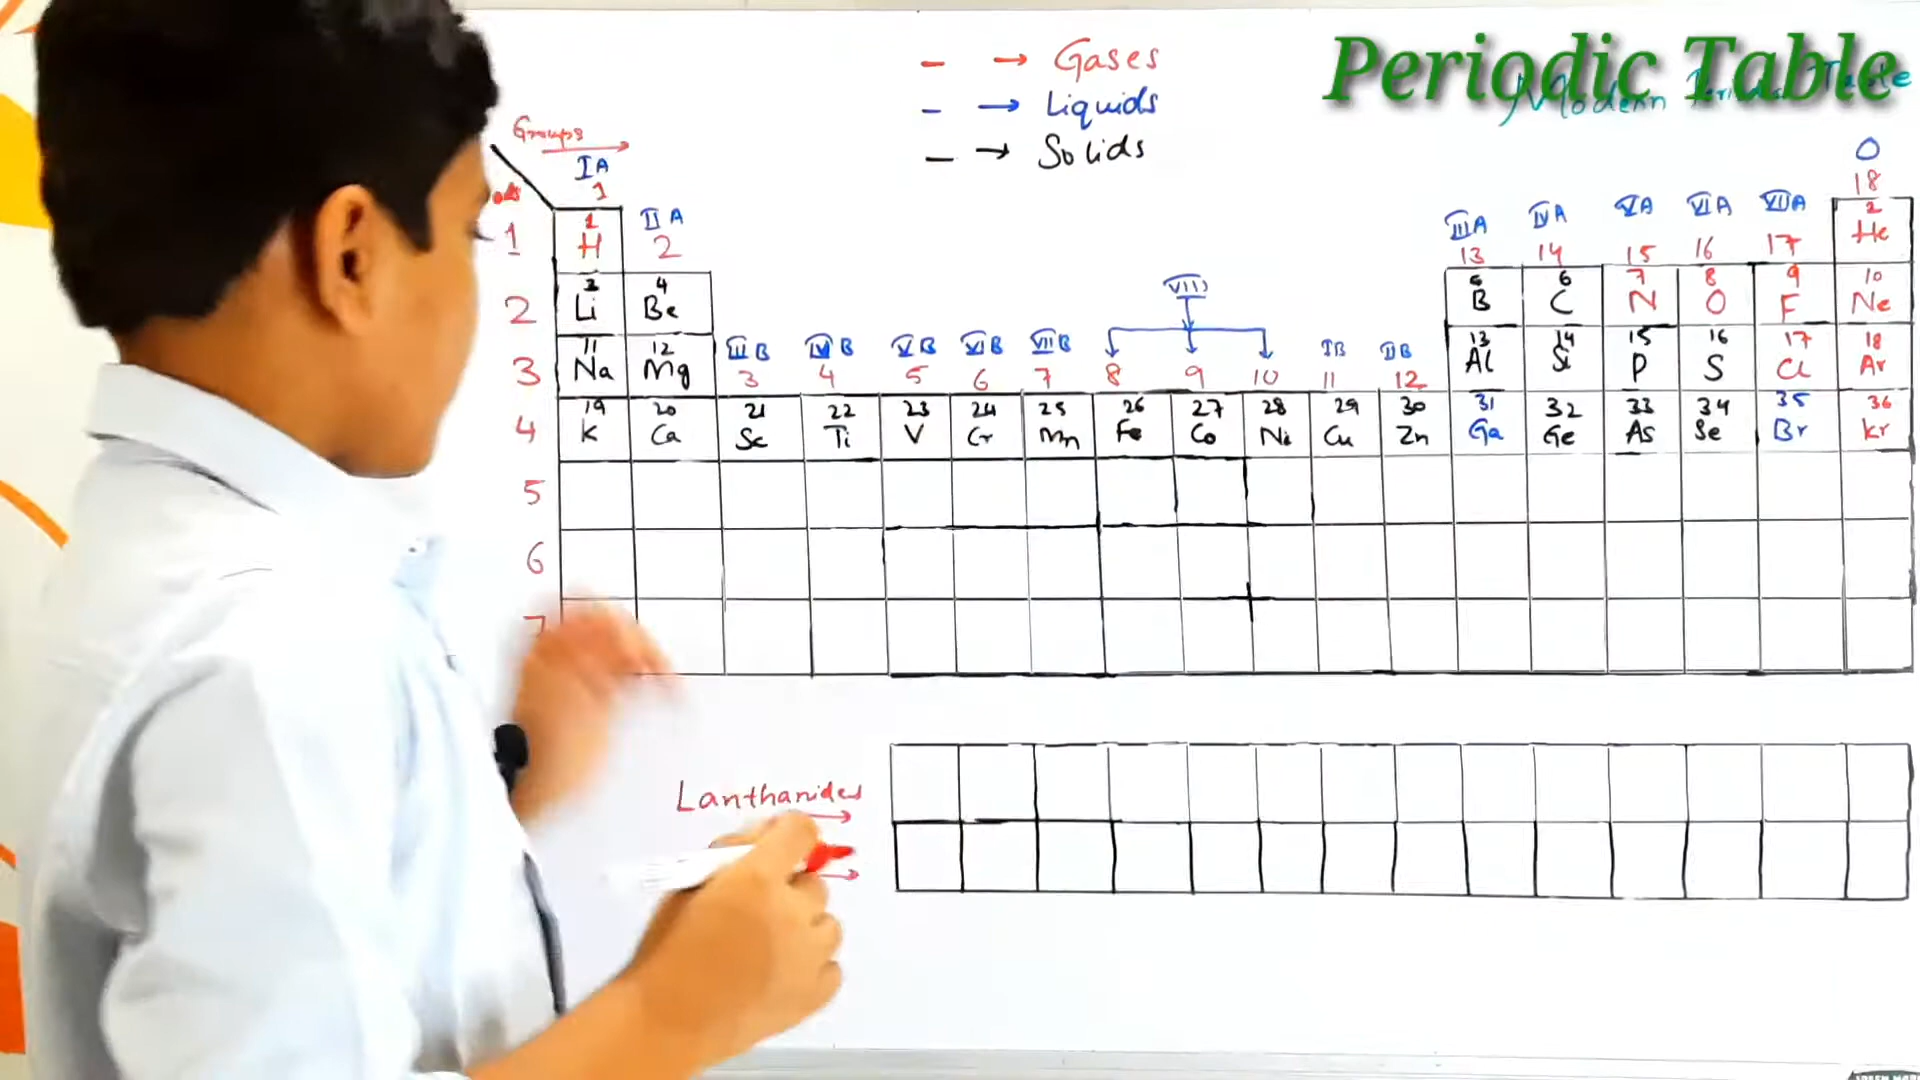 Periodic Table
Modern Periodic Table
- → Gases
- → Liquids
- → Solids
Groups →
IA
1
IIA
2
IIIB IVB VB VIB VIIB VIII IB IIB
3 4 5 6 7 8 9 10 11 12
IIIA IVA VA VIA VIIA
13 14 15 16 17
0
18
1
1 2
H He
2
3 4 5 6 7 8 9 10
Li Be B C N O F Ne
3
11 12 13 14 15 16 17 18
Na Mg Al Si P S Cl Ar
4
19 20 21 22 23 24 25 26 27 28 29 30 31 32 33 34 35 36
K Ca Sc Ti V Cr Mn Fe Co Ni Cu Zn Ga Ge As Se Br Kr
5
6
7
Lanthanides